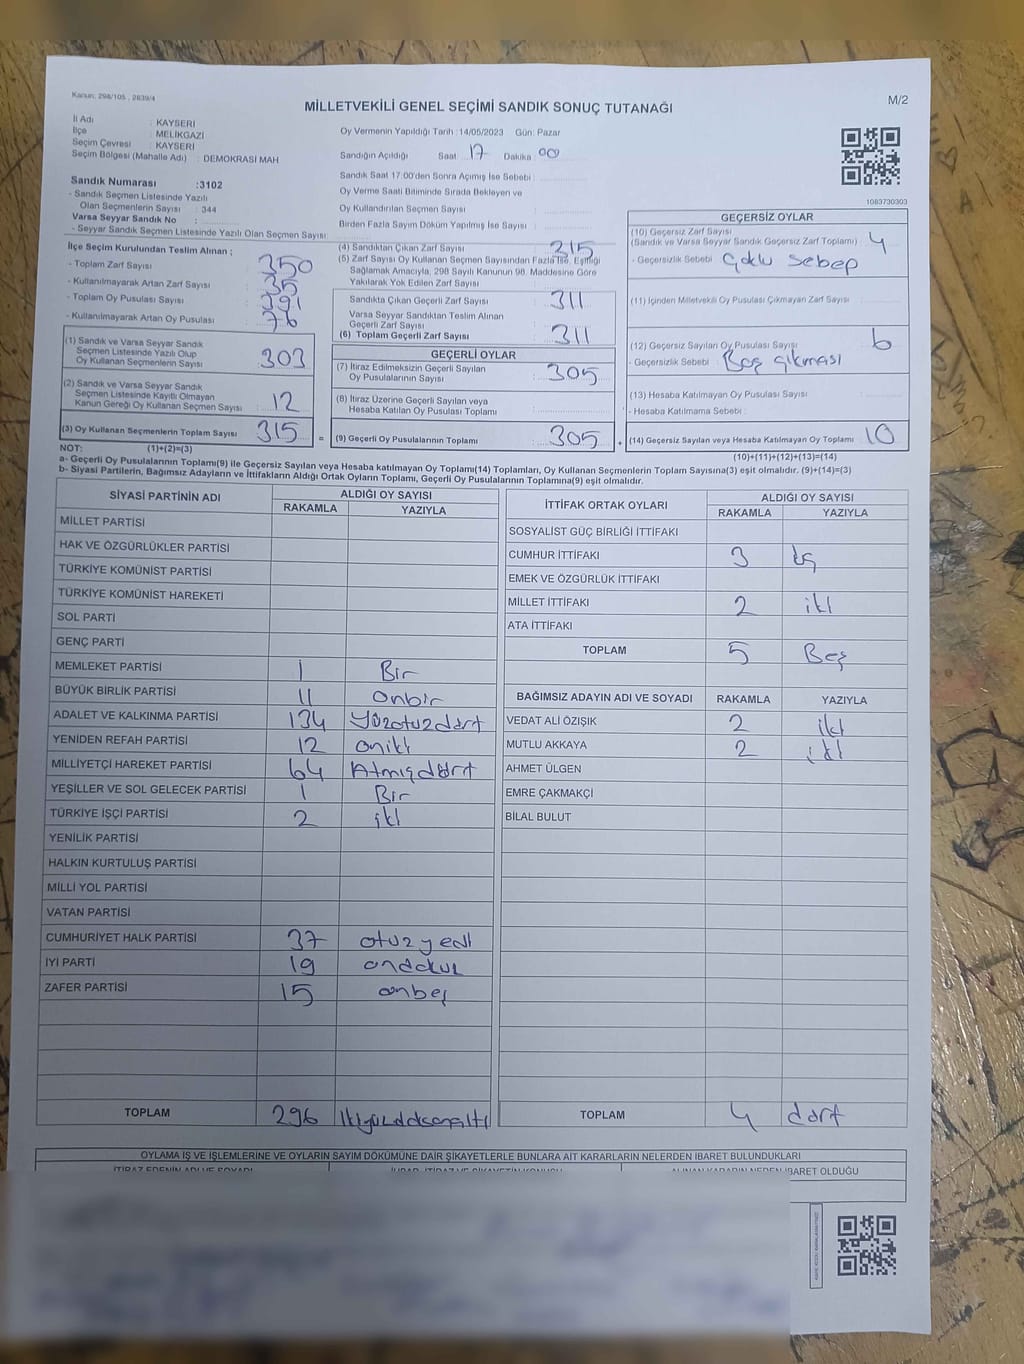 Kanun: 298/105 , 2839/4
MİLLETVEKİLİ GENEL SEÇİMİ SANDIK SONUÇ TUTANAĞI
M/2
İl Adı : KAYSERİ
İlçe : MELİKGAZİ
Seçim Çevresi : KAYSERİ
Seçim Bölgesi (Mahalle Adı) : DEMOKRASİ MAH
Sandık Numarası :3102
- Sandık Seçmen Listesinde Yazılı
Olan Seçmenlerin Sayısı : 344
Varsa Seyyar Sandık No :
- Seyyar Sandık Seçmen Listesinde Yazılı Olan Seçmen Sayısı:
Oy Vermenin Yapıldığı Tarih :14/05/2023 Gün: Pazar
Sandığın Açıldığı Saat: 17 Dakika: 00
Sandık Saat 17:00'den Sonra Açımış İse Sebebi :
Oy Verme Saati Bitiminde Sırada Bekleyen ve
Oy Kullandırılan Seçmen Sayısı :
Birden Fazla Sayım Döküm Yapılmış İse Sayısı :
1083730303
İlçe Seçim Kurulundan Teslim Alınan ;
- Toplam Zarf Sayısı : 350
- Kullanılmayarak Artan Zarf Sayısı : 35
- Toplam Oy Pusulası Sayısı : 391
- Kullanılmayarak Artan Oy Pusulası : 76
(1) Sandık ve Varsa Seyyar Sandık
Seçmen Listesinde Yazılı Olup
Oy Kullanan Seçmenlerin Sayısı : 303
(2) Sandık ve Varsa Seyyar Sandık
Seçmen Listesinde Kayıtlı Olmayan
Kanun Gereği Oy Kullanan Seçmen Sayısı : 12
(3) Oy Kullanan Seçmenlerin Toplam Sayısı : 315 =
(4) Sandıktan Çıkan Zarf Sayısı : 315
(5) Zarf Sayısı Oy Kullanan Seçmen Sayısından Fazla İse, Eşitliği
Sağlamak Amacıyla, 298 Sayılı Kanunun 98. Maddesine Göre
Yakılarak Yok Edilen Zarf Sayısı :
Sandıkta Çıkan Geçerli Zarf Sayısı : 311
Varsa Seyyar Sandıktan Teslim Alınan
Geçerli Zarf Sayısı :
(6) Toplam Geçerli Zarf Sayısı : 311
GEÇERLİ OYLAR
(7) İtiraz Edilmeksizin Geçerli Sayılan
Oy Pusulalarının Sayısı : 305
(8) İtiraz Üzerine Geçerli Sayılan veya
Hesaba Katılan Oy Pusulası Toplamı :
(9) Geçerli Oy Pusulalarının Toplamı : 305 +
GEÇERSİZ OYLAR
(10) Geçersiz Zarf Sayısı
(Sandık ve Varsa Seyyar Sandık Geçersiz Zarf Toplamı) : 4
- Geçersizlik Sebebi : Çoklu sebep
(11) İçinden Milletvekili Oy Pusulası Çıkmayan Zarf Sayısı :
(12) Geçersiz Sayılan Oy Pusulası Sayısı : 6
- Geçersizlik Sebebi : Boş çıkması
(13) Hesaba Katılmayan Oy Pusulası Sayısı :
- Hesaba Katılmama Sebebi :
(14) Geçersiz Sayılan veya Hesaba Katılmayan Oy Toplamı : 10
NOT: (1)+(2)=(3)
(10)+(11)+(12)+(13)=(14)
a- Geçerli Oy Pusulalarının Toplamı(9) ile Geçersiz Sayılan veya Hesaba katılmayan Oy Toplamı(14) Toplamları, Oy Kullanan Seçmenlerin Toplam Sayısına(3) eşit olmalıdır. (9)+(14)=(3)
b- Siyasi Partilerin, Bağımsız Adayların ve İttifakların Aldığı Ortak Oyların Toplamı, Geçerli Oy Pusulalarının Toplamına(9) eşit olmalıdır.
SİYASİ PARTİNİN ADI ALDIĞI OY SAYISI
RAKAMLA YAZIYLA
MİLLET PARTİSİ
HAK VE ÖZGÜRLÜKLER PARTİSİ
TÜRKİYE KOMÜNİST PARTİSİ
TÜRKİYE KOMÜNİST HAREKETİ
SOL PARTİ
GENÇ PARTİ
MEMLEKET PARTİSİ 1 Bir
BÜYÜK BİRLİK PARTİSİ 11 onbir
ADALET VE KALKINMA PARTİSİ 134 Yüzotuzdört
YENİDEN REFAH PARTİSİ 12 oniki
MİLLİYETÇİ HAREKET PARTİSİ 64 Atmışdört
YEŞİLLER VE SOL GELECEK PARTİSİ 1 Bir
TÜRKİYE İŞÇİ PARTİSİ 2 iki
YENİLİK PARTİSİ
HALKIN KURTULUŞ PARTİSİ
MİLLİ YOL PARTİSİ
VATAN PARTİSİ
CUMHURİYET HALK PARTİSİ 37 otuzyedi
İYİ PARTİ 19 ondokuz
ZAFER PARTİSİ 15 onbeş
TOPLAM 296 ikiyüzdoksanaltı
İTTİFAK ORTAK OYLARI ALDIĞI OY SAYISI
RAKAMLA YAZIYLA
SOSYALİST GÜÇ BİRLİĞİ İTTİFAKI
CUMHUR İTTİFAKI 3 üç
EMEK VE ÖZGÜRLÜK İTTİFAKI
MİLLET İTTİFAKI 2 iki
ATA İTTİFAKI
TOPLAM 5 Beş
BAĞIMSIZ ADAYIN ADI VE SOYADI RAKAMLA YAZIYLA
VEDAT ALİ ÖZIŞIK 2 iki
MUTLU AKKAYA 2 iki
AHMET ÜLGEN
EMRE ÇAKMAKÇİ
BİLAL BULUT
TOPLAM 4 dört
OYLAMA İŞ VE İŞLEMLERİNE VE OYLARIN SAYIM DÖKÜMÜNE DAİR ŞİKAYETLERLE BUNLARA AİT KARARLARIN NELERDEN İBARET BULUNDUKLARI
İTİRAZ EDENİN ADI VE SOYADI
ALINAN KARARIN NEDEN İBARET OLDUĞU